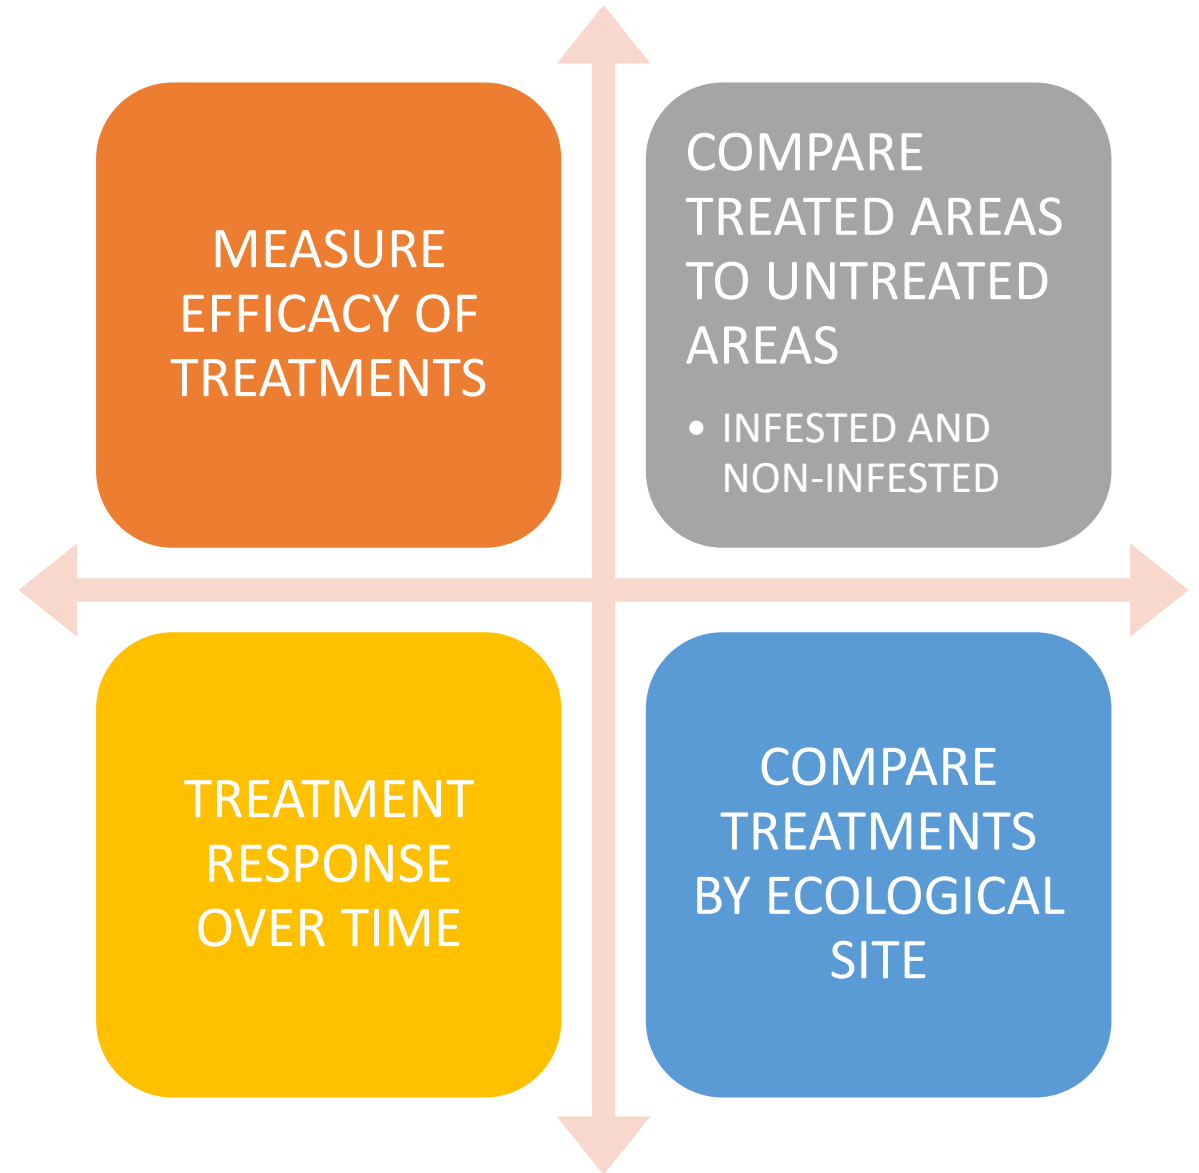 MEASURE
EFFICACY OF
TREATMENTS
COMPARE
TREATED AREAS
TO UNTREATED
AREAS
• INFESTED AND
NON-INFESTED
TREATMENT
RESPONSE
OVER TIME
COMPARE
TREATMENTS
BY ECOLOGICAL
SITE